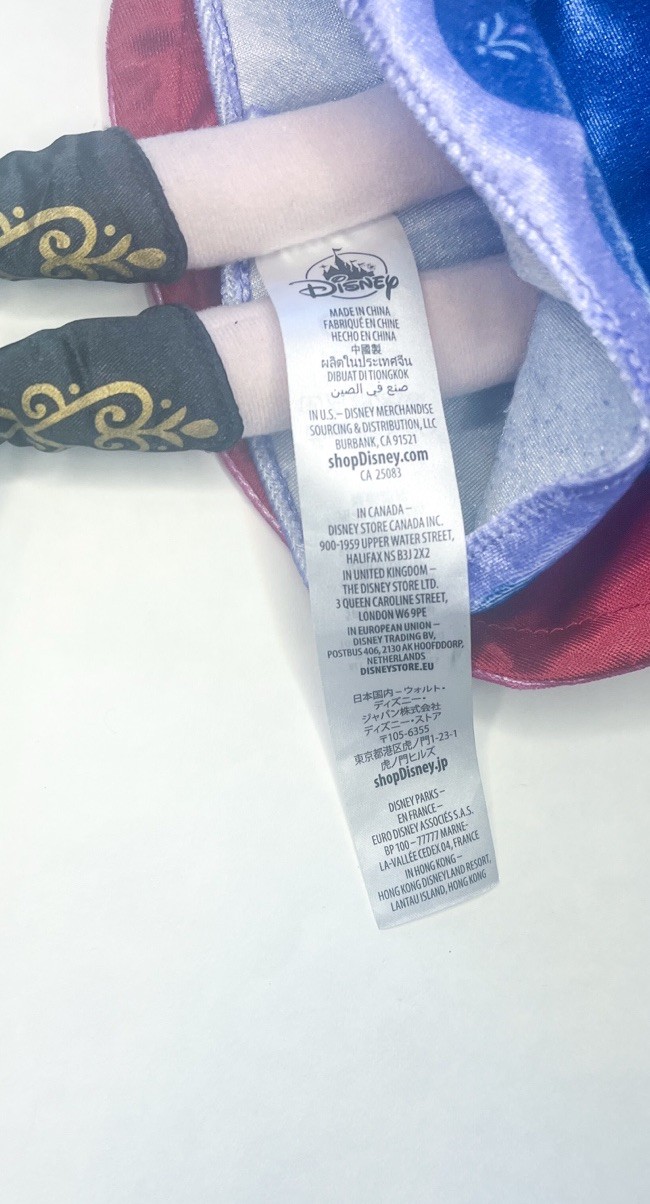 Disney
MADE IN CHINA
FABRIQUÉ EN CHINE
HECHO EN CHINA
中國製
ผลิตในประเทศจีน
DIBUAT DI TIONGKOK
صنع في الصين
IN U.S.– DISNEY MERCHANDISE
SOURCING & DISTRIBUTION, LLC
BURBANK, CA 91521
shopDisney.com
CA 25083
IN CANADA –
DISNEY STORE CANADA INC.
900-1959 UPPER WATER STREET,
HALIFAX NS B3J 2X2
IN UNITED KINGDOM –
THE DISNEY STORE LTD.
3 QUEEN CAROLINE STREET,
LONDON W6 9PE
IN EUROPEAN UNION –
DISNEY TRADING BV,
POSTBUS 406, 2130 AK HOOFDDORP,
NETHERLANDS
DISNEYSTORE.EU
日本国内 – ウォルト・
ディズニー・
ジャパン株式会社
ディズニー・ストア
〒105-6355
東京都港区虎ノ門1-23-1
虎ノ門ヒルズ
shopDisney.jp
DISNEY PARKS –
EN FRANCE –
EURO DISNEY ASSOCIÉS S.A.S.
BP 100 – 77777 MARNE-
LA-VALLÉE CEDEX 04, FRANCE
IN HONG KONG –
HONG KONG DISNEYLAND RESORT,
LANTAU ISLAND, HONG KONG